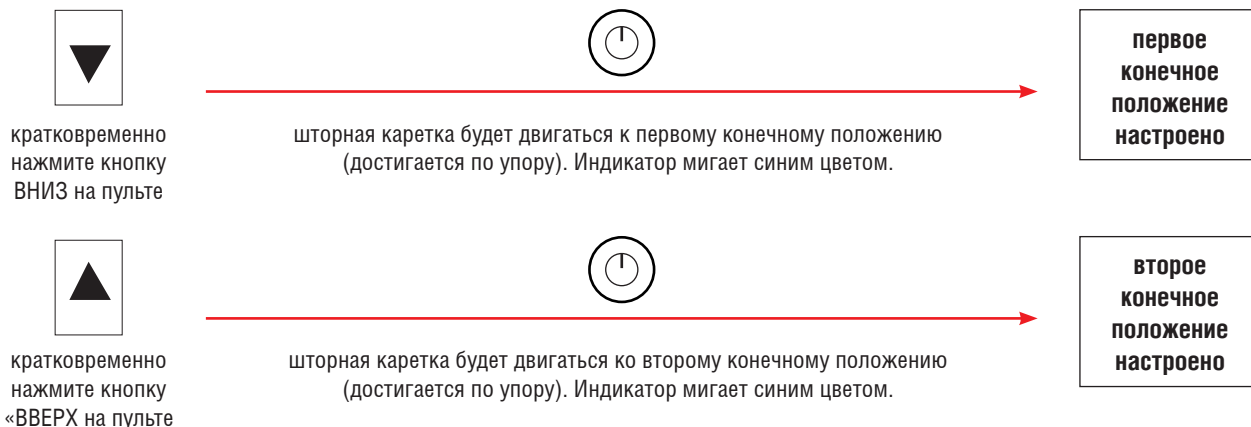 кратковременно
нажмите кнопку
ВНИЗ на пульте
шторная каретка будет двигаться к первому конечному положению
(достигается по упору). Индикатор мигает синим цветом.
первое
конечное
положение
настроено
кратковременно
нажмите кнопку
«ВВЕРХ на пульте
шторная каретка будет двигаться ко второму конечному положению
(достигается по упору). Индикатор мигает синим цветом.
второе
конечное
положение
настроено